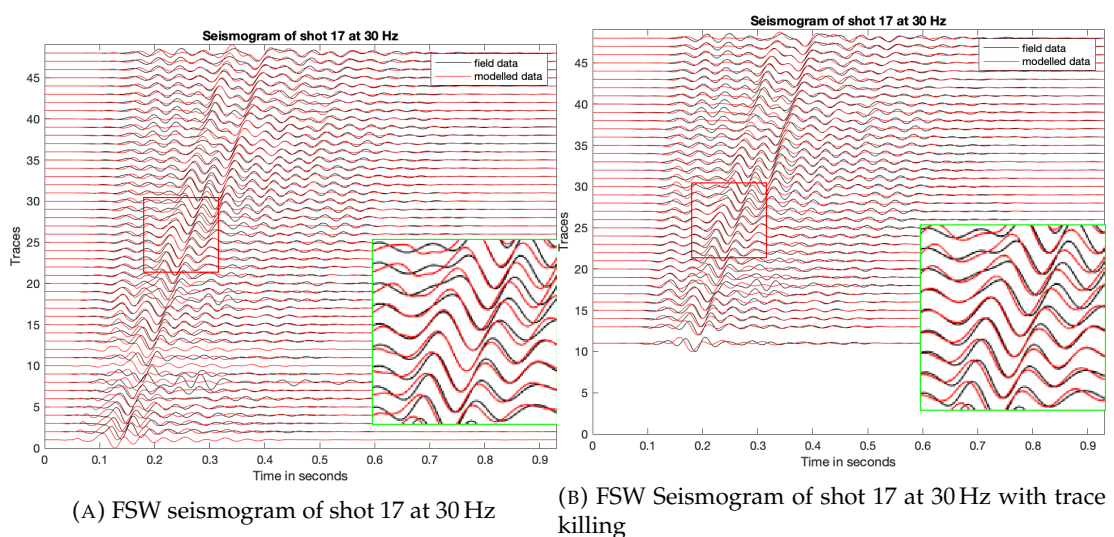 Seismogram of shot 17 at 30 Hz
field data
modelled data
Traces
45
40
35
30
25
20
15
10
5
0
0 0.1 0.2 0.3 0.4 0.5 0.6 0.7 0.8 0.9
Time in seconds
(A) FSW seismogram of shot 17 at 30 Hz
Seismogram of shot 17 at 30 Hz
field data
modelled data
Traces
45
40
35
30
25
20
15
10
5
0
0 0.1 0.2 0.3 0.4 0.5 0.6 0.7 0.8 0.9
Time in seconds
(B) FSW Seismogram of shot 17 at 30 Hz with trace
killing